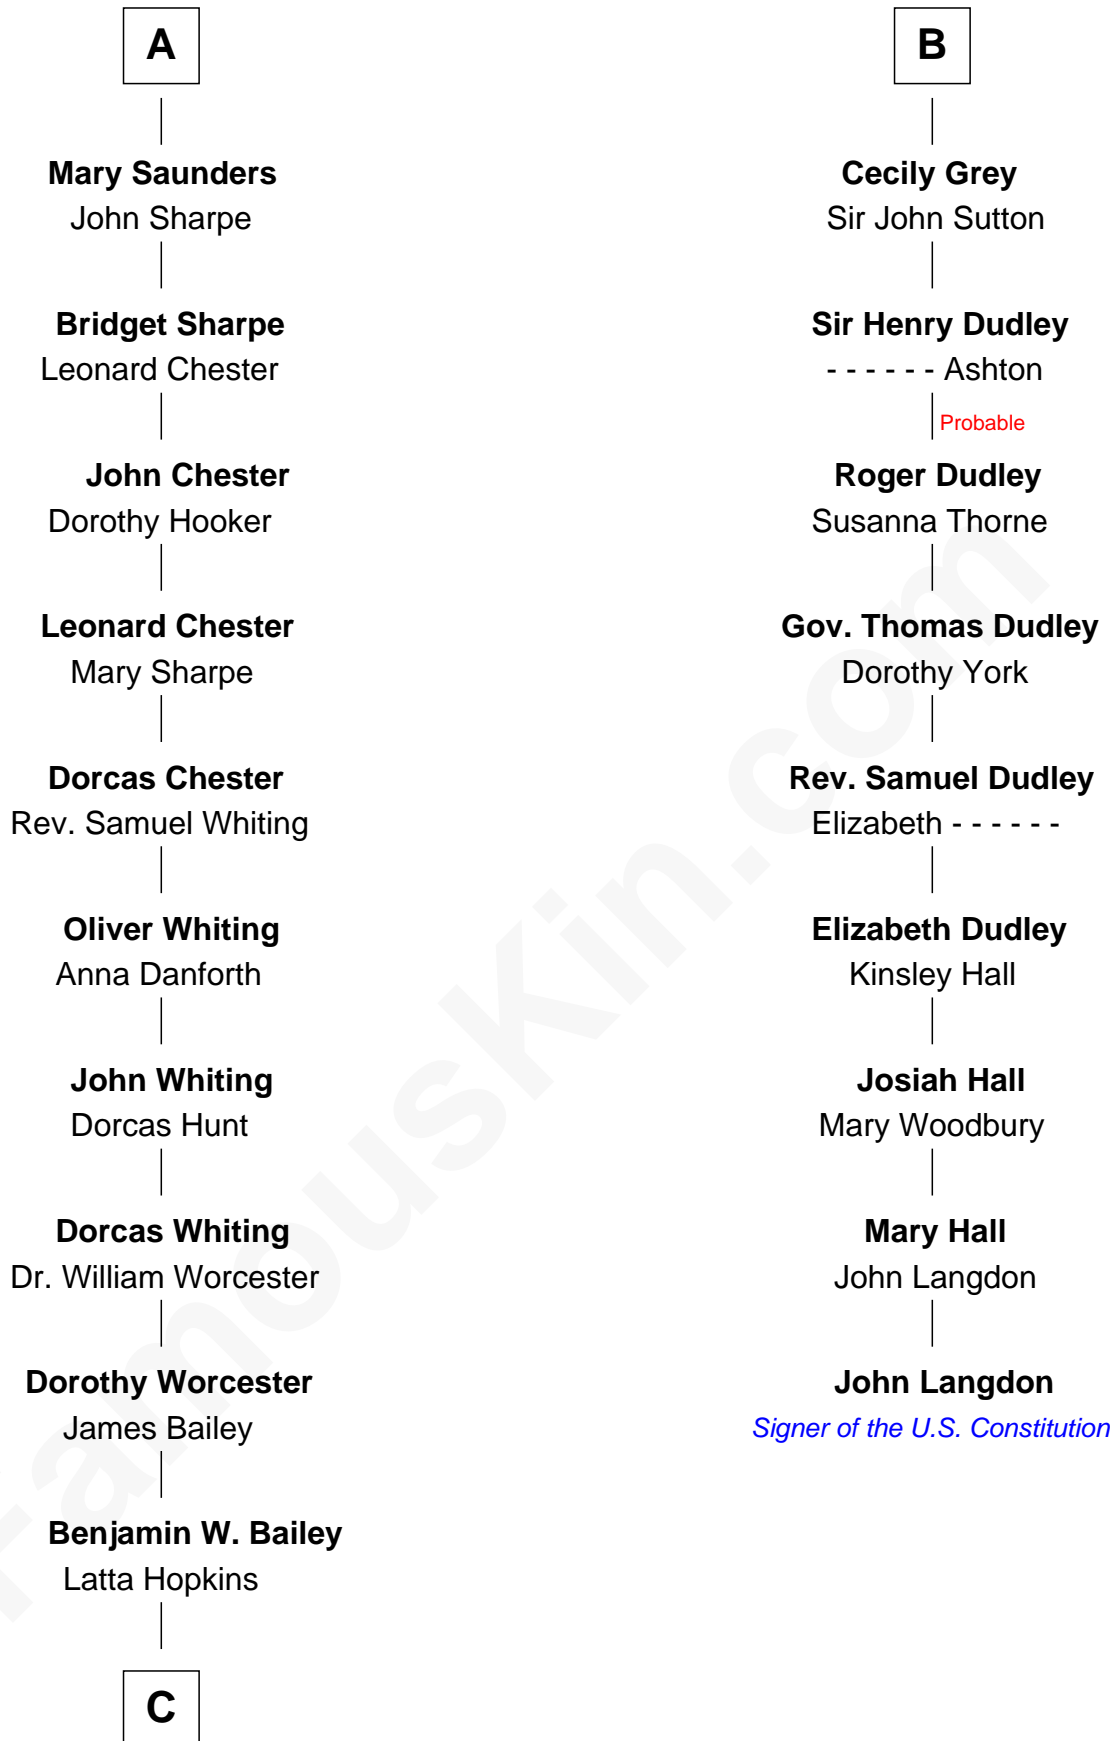 A
Mary Saunders
John Sharpe
Bridget Sharpe
Leonard Chester
John Chester
Dorothy Hooker
Leonard Chester
Mary Sharpe
Dorcas Chester
Rev. Samuel Whiting
Oliver Whiting
Anna Danforth
John Whiting
Dorcas Hunt
Dorcas Whiting
Dr. William Worcester
Dorothy Worcester
James Bailey
Benjamin W. Bailey
Latta Hopkins
C
B
Cecily Grey
Sir John Sutton
Sir Henry Dudley
- - - - - - Ashton
Probable
Roger Dudley
Susanna Thorne
Gov. Thomas Dudley
Dorothy York
Rev. Samuel Dudley
Elizabeth - - - - - -
Elizabeth Dudley
Kinsley Hall
Josiah Hall
Mary Woodbury
Mary Hall
John Langdon
John Langdon
Signer of the U.S. Constitution
FamousKin.com